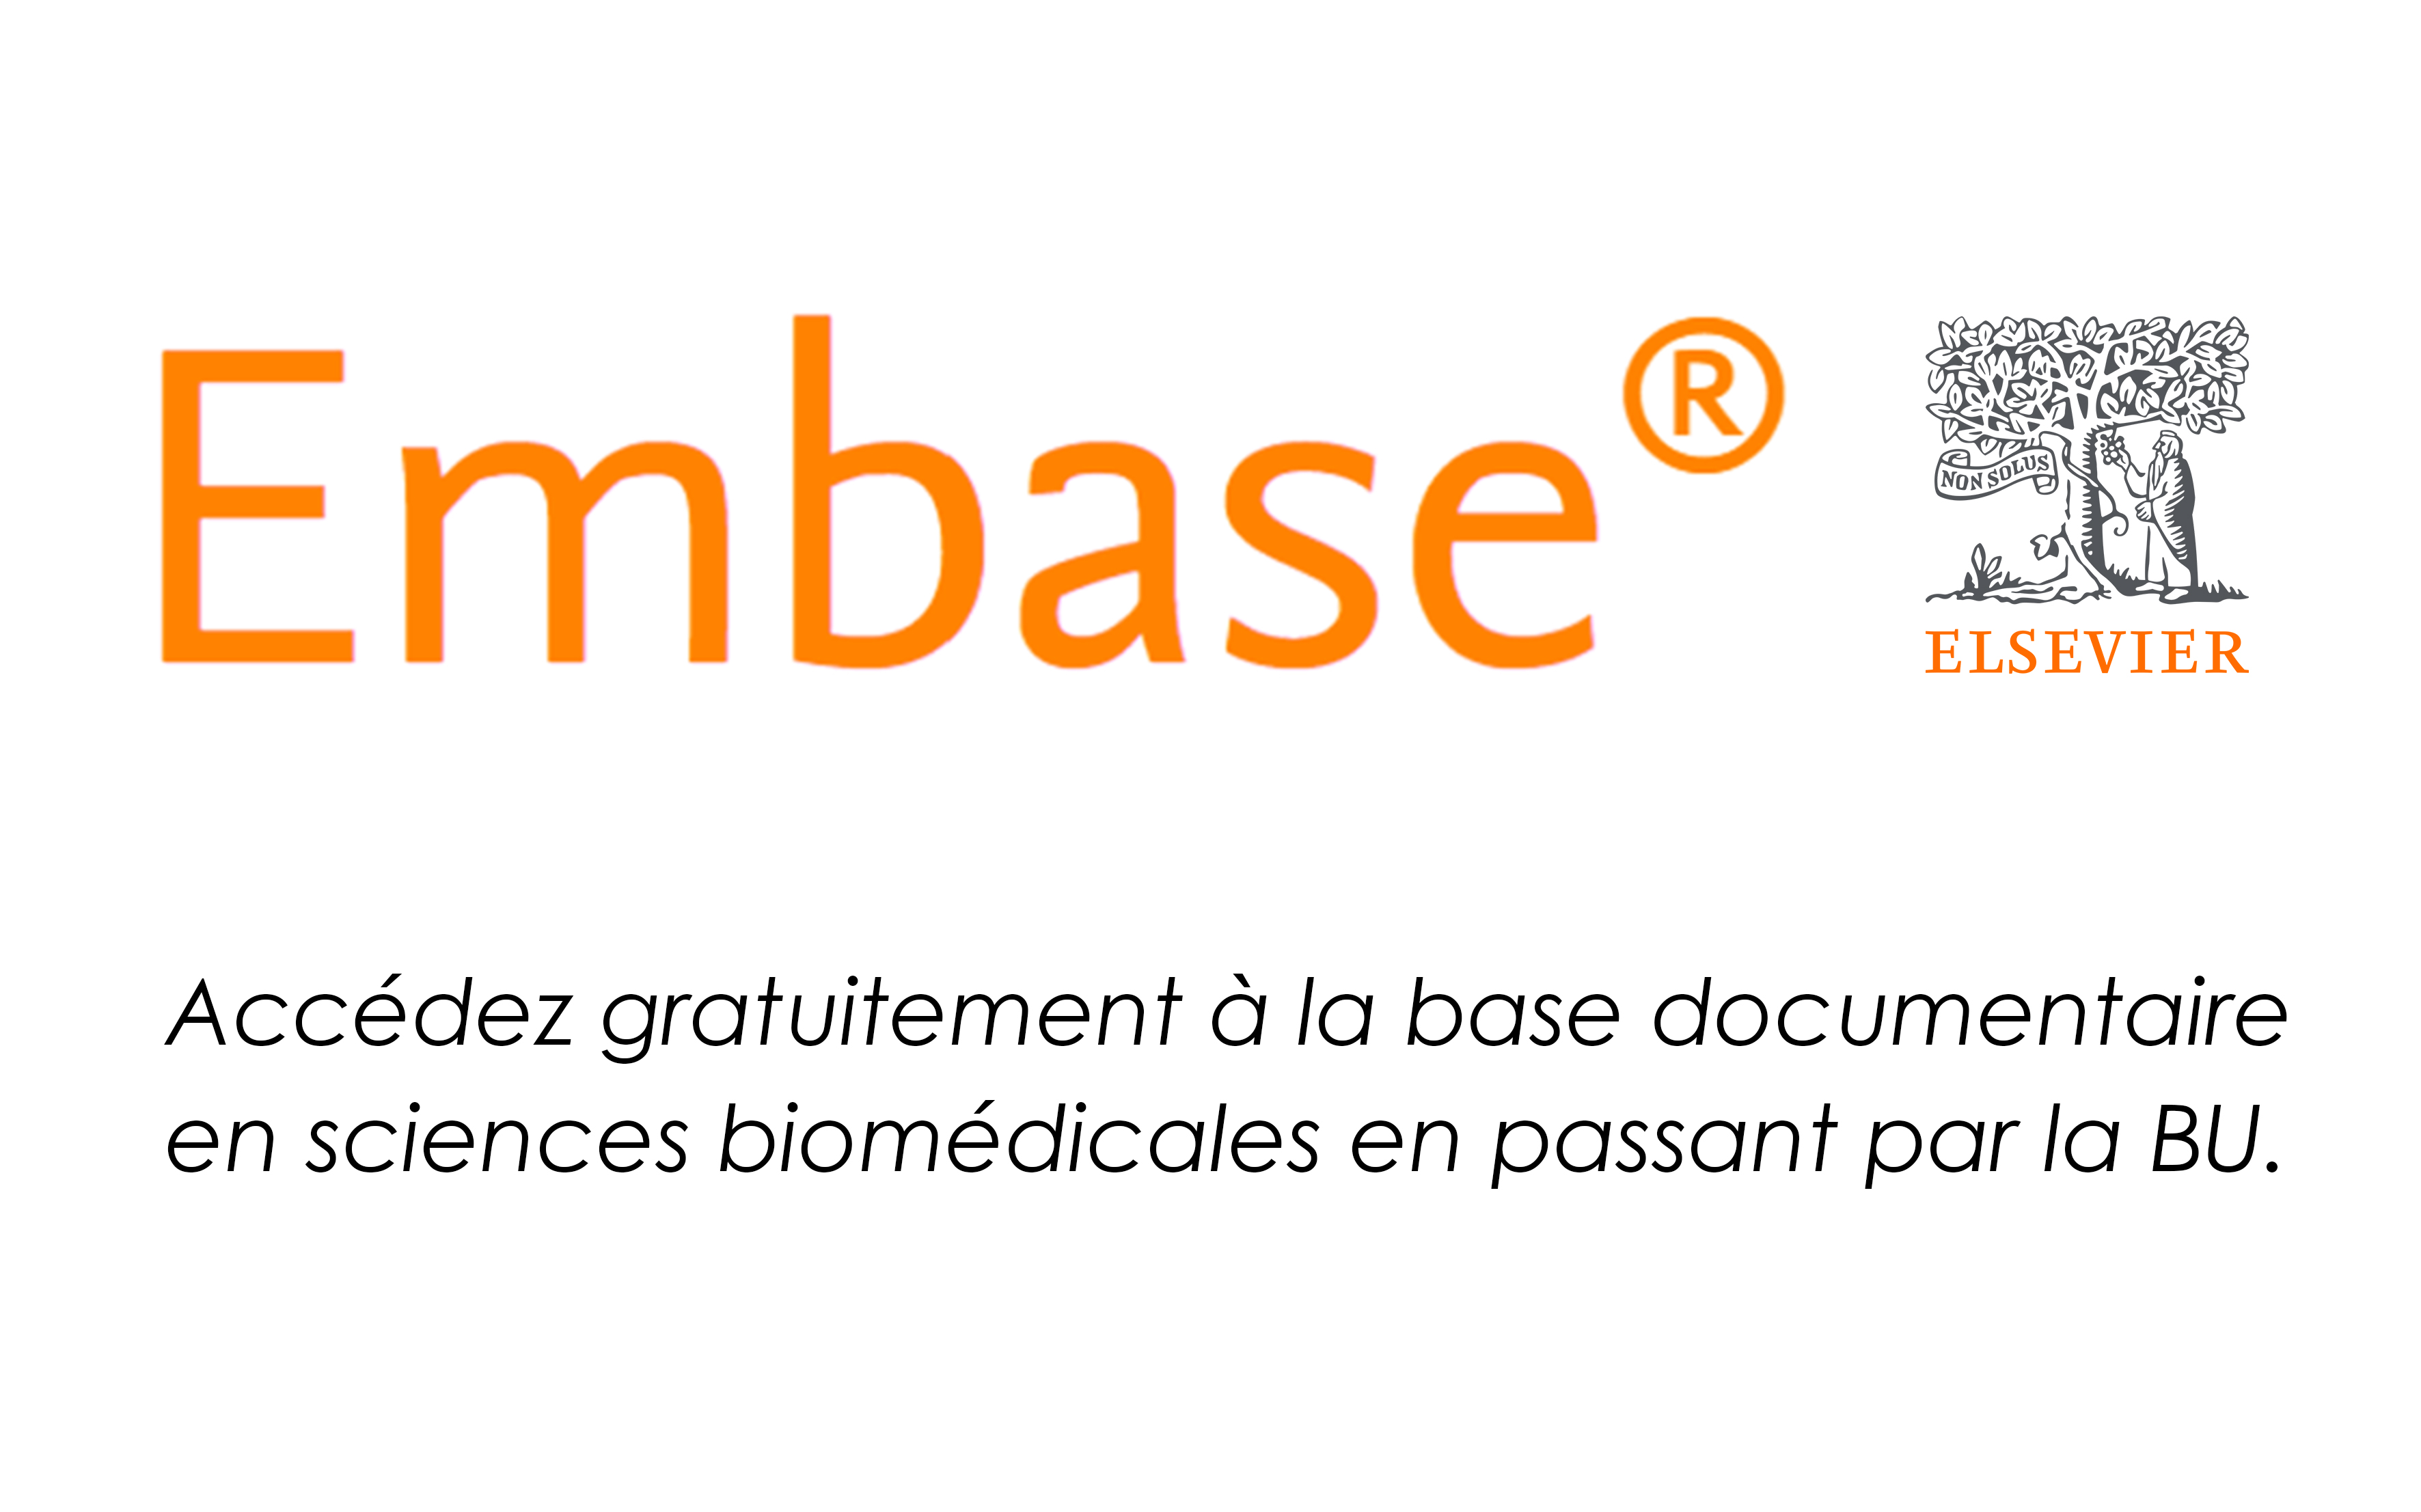 Embase®
NON SOLUS
ELSEVIER
Accédez gratuitement à la base documentaire
en sciences biomédicales en passant par la BU.